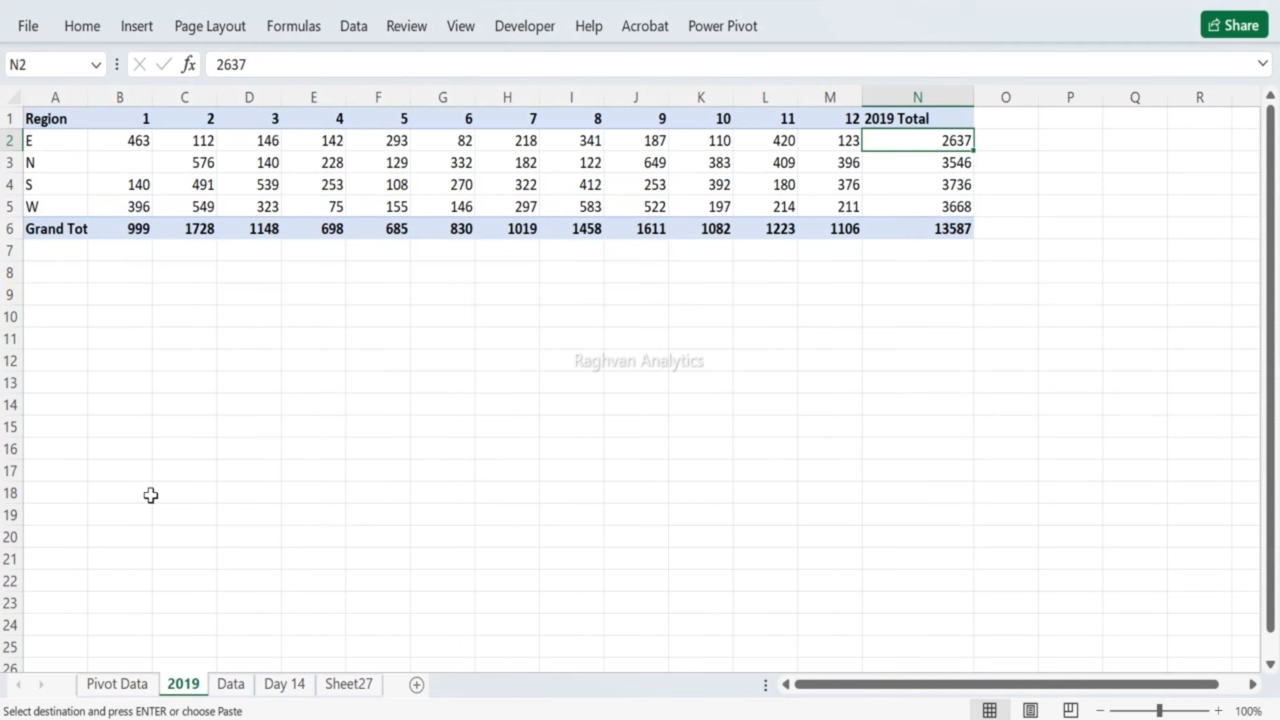 File Home Insert Page Layout Formulas Data Review View Developer Help Acrobat Power Pivot Share
N2 fx 2637
A B C D E F G H I J K L M N O P Q R
1 Region 1 2 3 4 5 6 7 8 9 10 11 12 2019 Total
2 E 463 112 146 142 293 82 218 341 187 110 420 123 2637
3 N 576 140 228 129 332 182 122 649 383 409 396 3546
4 S 140 491 539 253 108 270 322 412 253 392 180 376 3736
5 W 396 549 323 75 155 146 297 583 522 197 214 211 3668
6 Grand Tot 999 1728 1148 698 685 830 1019 1458 1611 1082 1223 1106 13587
7
8
9
10
11
12 Raghvan Analytics
13
14
15
16
17
18
19
20
21
22
23
24
25
26
Pivot Data 2019 Data Day 14 Sheet27
Select destination and press ENTER or choose Paste 100%